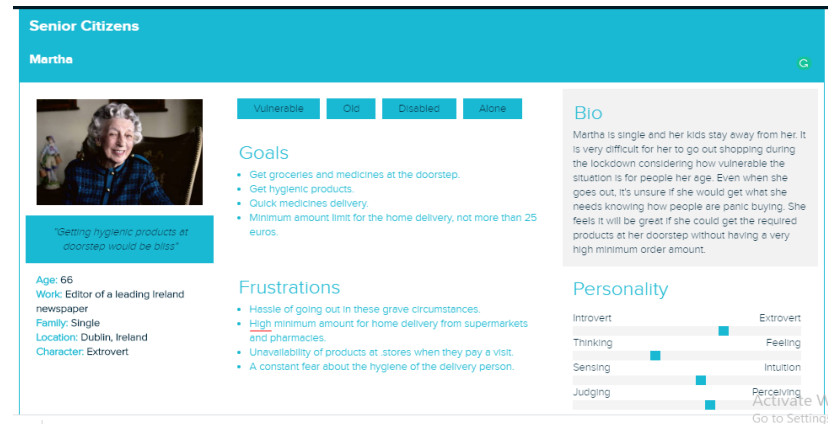 Senior Citizens
Martha
G
Vulnerable
Old
Disabled
Alone
"Getting hygienic products at
doorstep would be bliss"
Age: 66
Work: Editor of a leading Ireland
newspaper
Family: Single
Location: Dublin, Ireland
Character: Extrovert
Goals
• Get groceries and medicines at the doorstep.
• Get hygienic products.
• Quick medicines delivery.
• Minimum amount limit for the home delivery, not more than 25
euros.
Frustrations
• Hassle of going out in these grave circumstances.
• High minimum amount for home delivery from supermarkets
and pharmacies.
• Unavailability of products at .stores when they pay a visit.
• A constant fear about the hygiene of the delivery person.
Bio
Martha is single and her kids stay away from her. It
is very difficult for her to go out shopping during
the lockdown considering how vulnerable the
situation is for people her age. Even when she
goes out, it's unsure if she would get what she
needs knowing how people are panic buying. She
feels it will be great if she could get the required
products at her doorstep without having a very
high minimum order amount.
Personality
Introvert Extrovert
Thinking Feeling
Sensing Intuition
Judging Perceiving
Activate W
Go to Setting